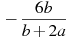 − 6b / (b + 2a)